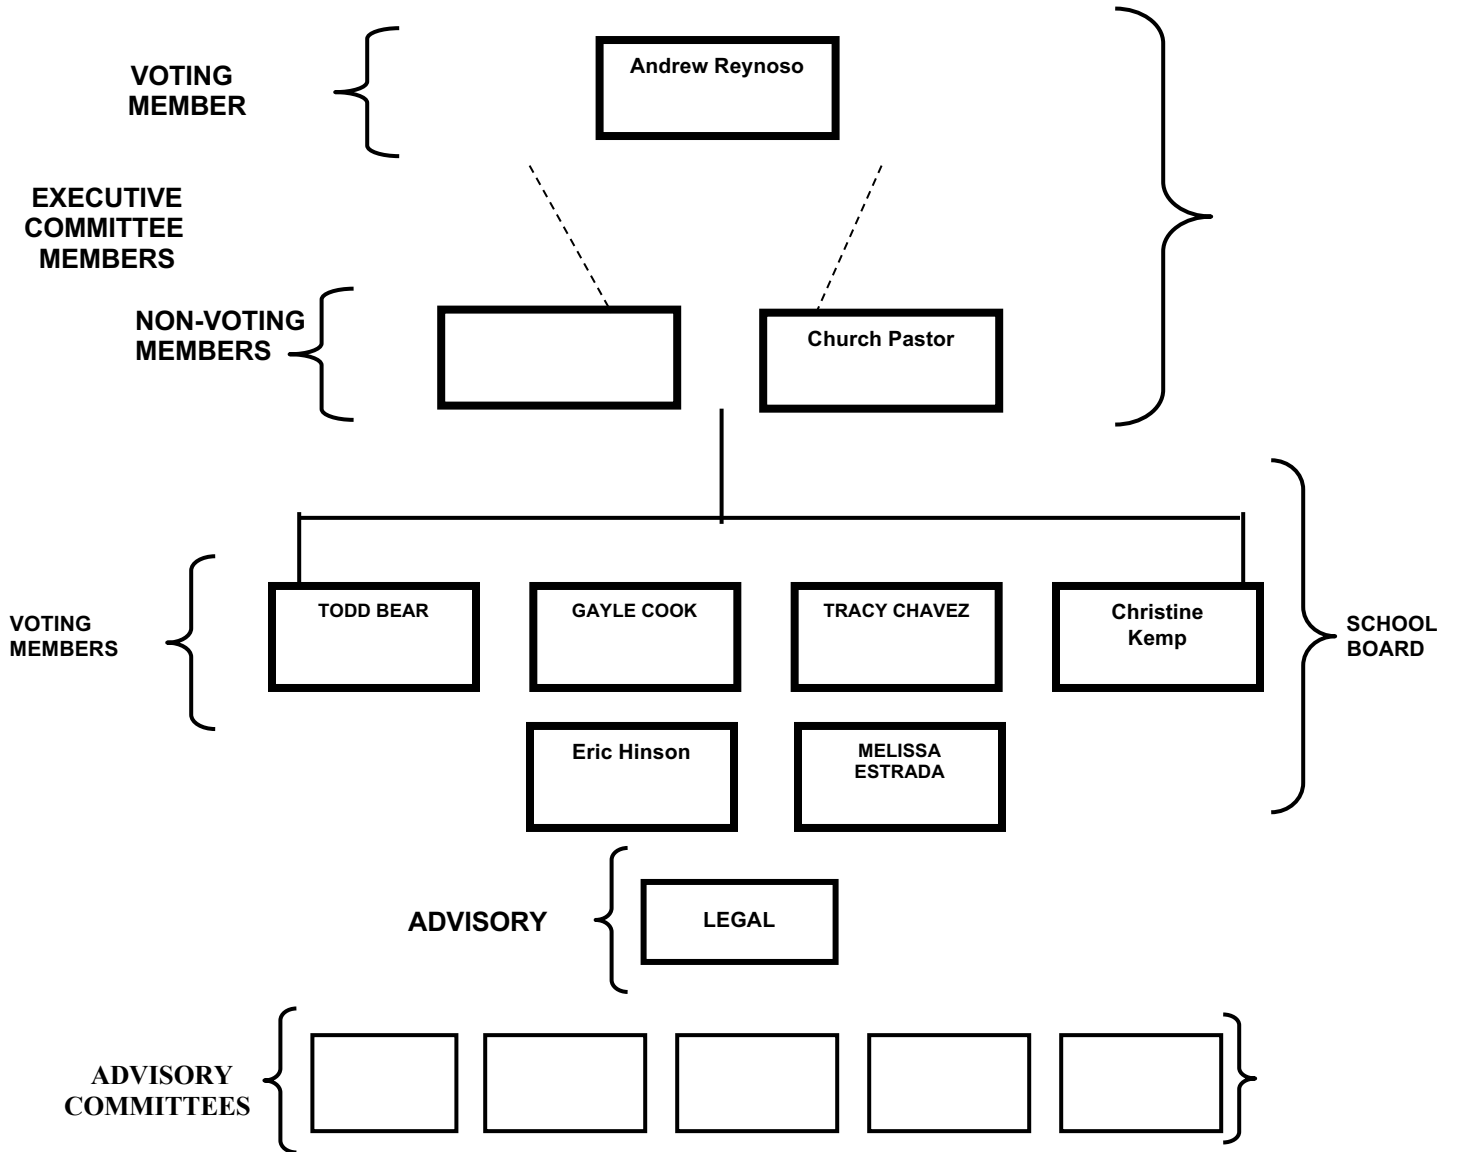 VOTING
MEMBER
Andrew Reynoso
EXECUTIVE
COMMITTEE
MEMBERS
NON-VOTING
MEMBERS
Church Pastor
VOTING
MEMBERS
TODD BEAR
GAYLE COOK
TRACY CHAVEZ
Christine
Kemp
SCHOOL
BOARD
Eric Hinson
MELISSA
ESTRADA
ADVISORY
LEGAL
ADVISORY
COMMITTEES